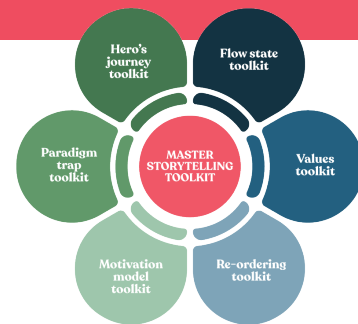 Hero's
journey
toolkit
Flow state
toolkit
Paradigm
trap
toolkit
MASTER
STORYTELLING
TOOLKIT
Values
toolkit
Motivation
model
toolkit
Re-ordering
toolkit